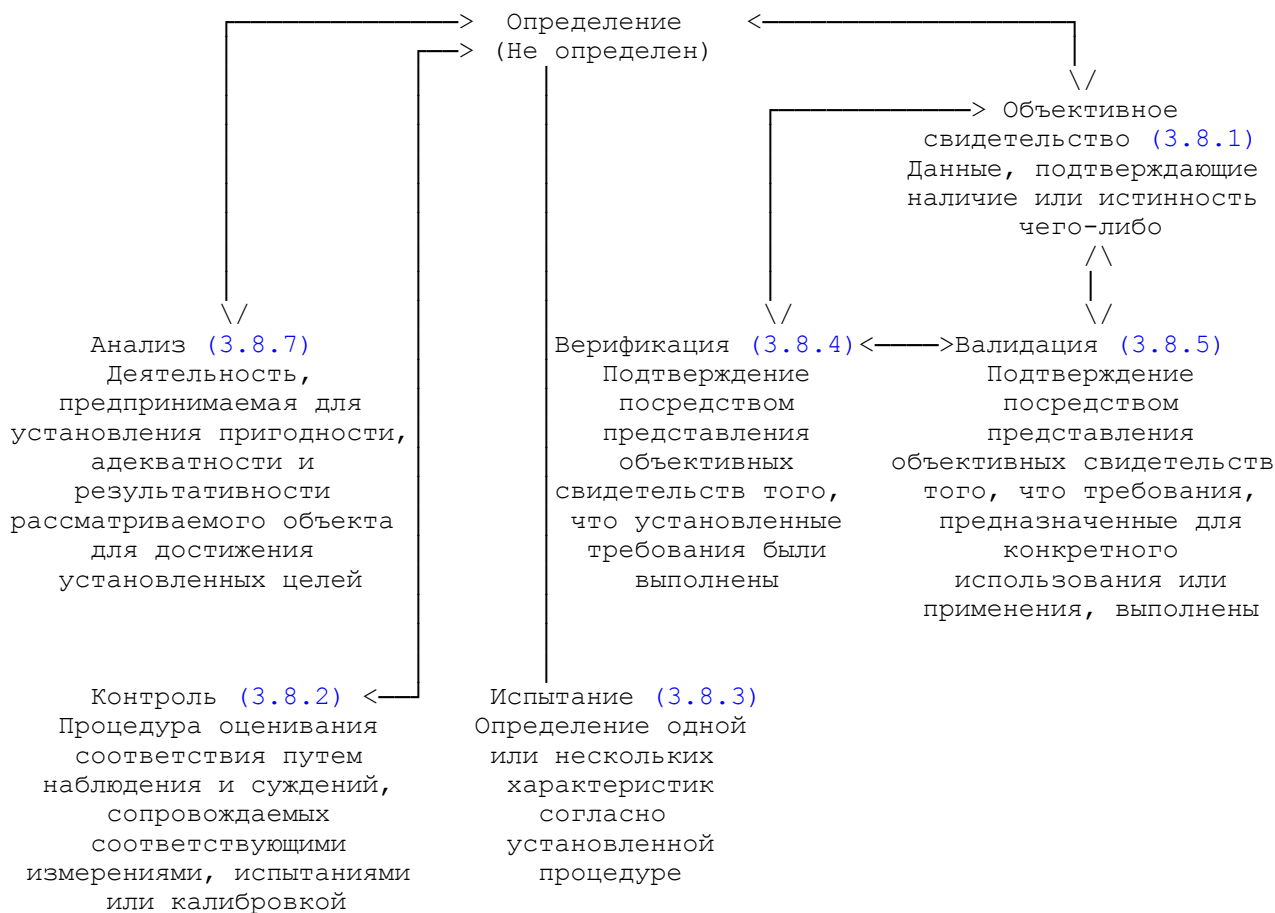 Определение
(Не определен)
Объективное
свидетельство (3.8.1)
Данные, подтверждающие
наличие или истинность
чего-либо
Анализ (3.8.7)
Деятельность,
предпринимаемая для
установления пригодности,
адекватности и
результативности
рассматриваемого объекта
для достижения
установленных целей
Верификация (3.8.4)
Подтверждение
посредством
представления
объективных
свидетельств того,
что установленные
требования были
выполнены
Валидация (3.8.5)
Подтверждение
посредством
представления
объективных свидетельств
того, что требования,
предназначенные для
конкретного
использования или
применения, выполнены
Контроль (3.8.2)
Процедура оценивания
соответствия путем
наблюдения и суждений,
сопровождаемых
соответствующими
измерениями, испытаниями
или калибровкой
Испытание (3.8.3)
Определение одной
или нескольких
характеристик
согласно
установленной
процедуре